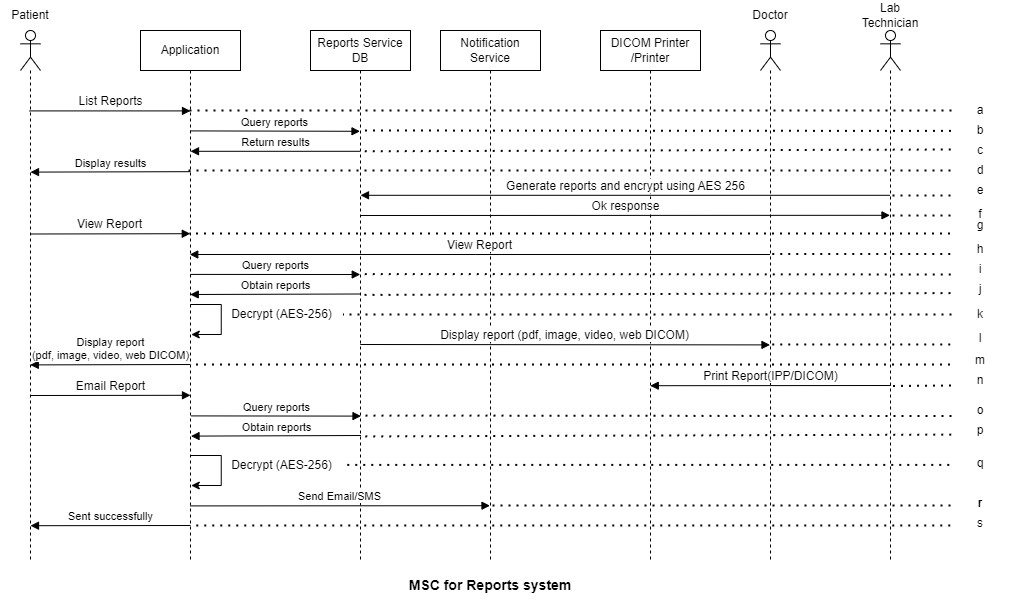 Patient
Application
Reports Service
DB
Notification
Service
DICOM Printer
/Printer
Doctor
Lab
Technician
List Reports
a
Query reports
b
Return results
c
Display results
d
Generate reports and encrypt using AES 256
e
Ok response
f
View Report
g
View Report
h
Query reports
i
Obtain reports
j
Decrypt (AES-256)
k
Display report (pdf, image, video, web DICOM)
l
Display report
(pdf, image, video, web DICOM)
m
Print Report(IPP/DICOM)
n
Email Report
Query reports
o
Obtain reports
p
Decrypt (AES-256)
q
Send Email/SMS
r
Sent successfully
s
MSC for Reports system